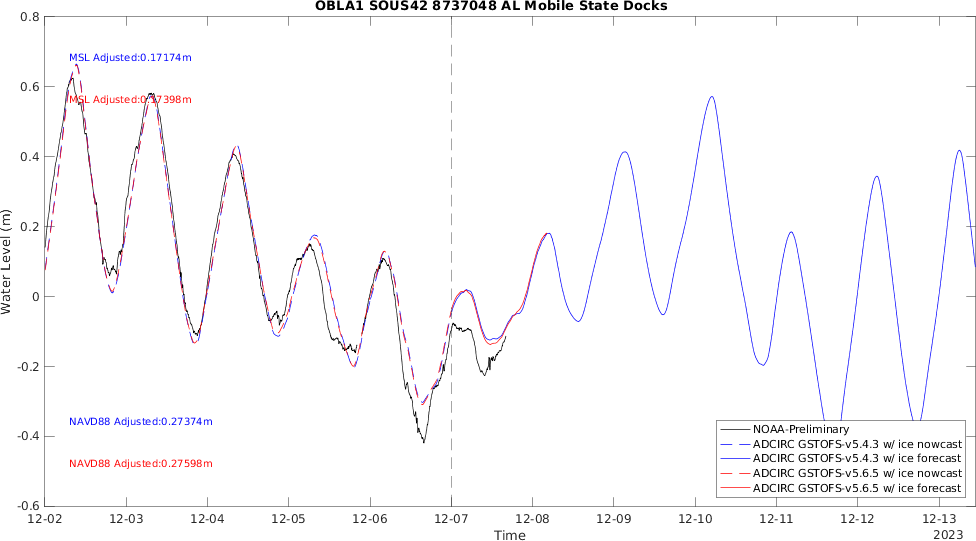 OBLA1 SOUS42 8737048 AL Mobile State Docks
0.8
0.6
0.4
0.2
0
-0.2
-0.4
-0.6
Water Level (m)
MSL Adjusted:0.17174m
MSL Adjusted:0.17398m
NAVD88 Adjusted:0.27374m
NAVD88 Adjusted:0.27598m
NOAA-Preliminary
ADCIRC GSTOFS-v5.4.3 w/ ice nowcast
ADCIRC GSTOFS-v5.4.3 w/ ice forecast
ADCIRC GSTOFS-v5.6.5 w/ ice nowcast
ADCIRC GSTOFS-v5.6.5 w/ ice forecast
12-02 12-03 12-04 12-05 12-06 12-07 12-08 12-09 12-10 12-11 12-12 12-13
Time
2023